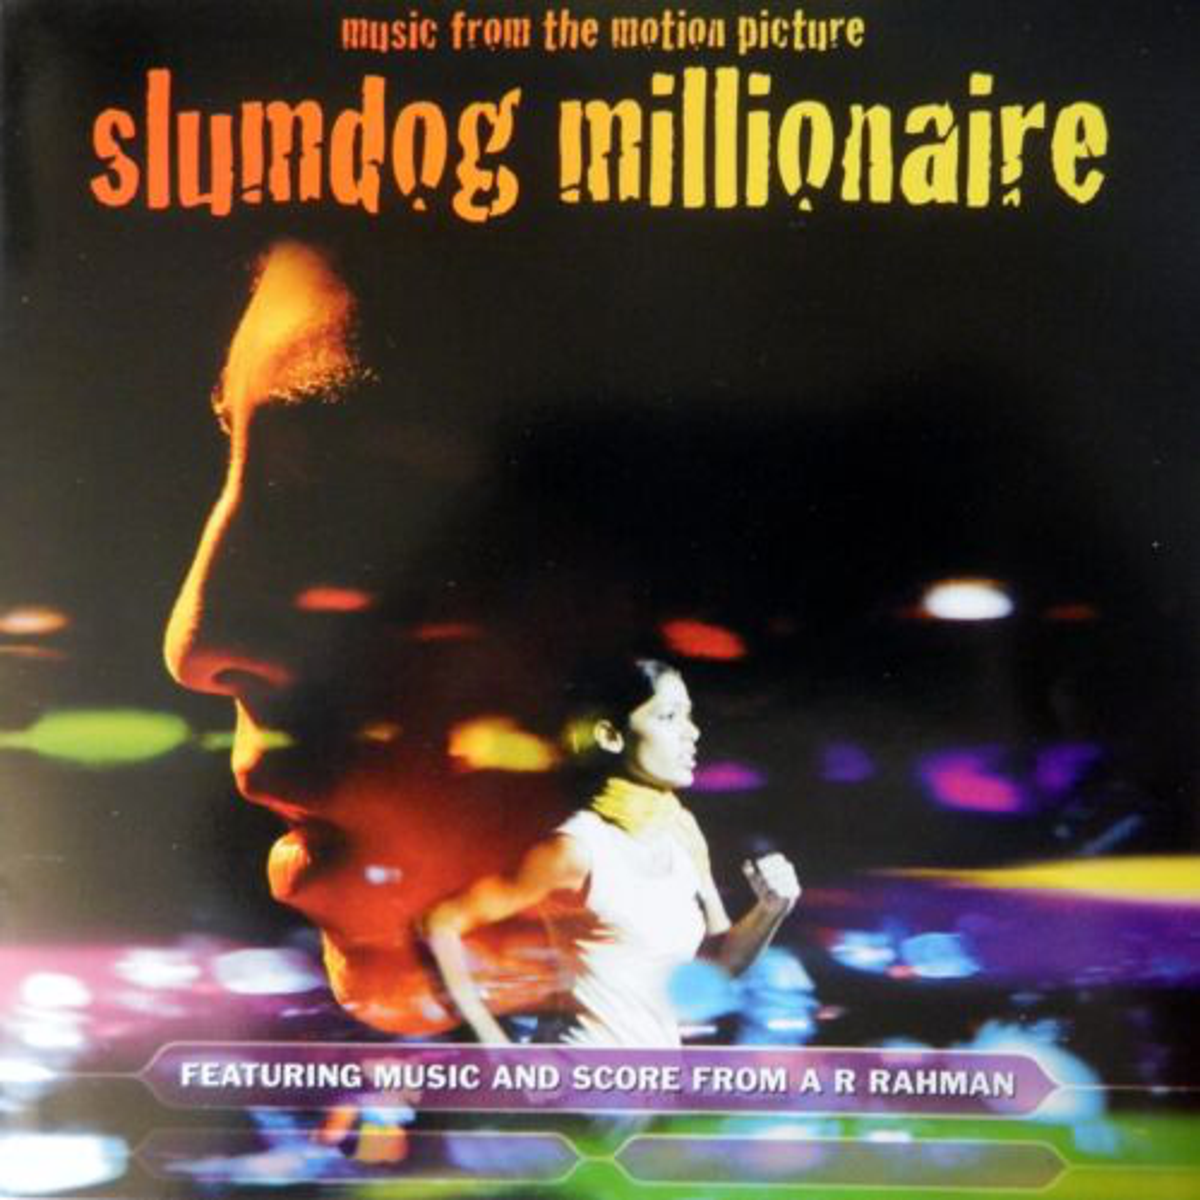 music from the motion picture
slumdog millionaire
FEATURING MUSIC AND SCORE FROM A R RAHMAN